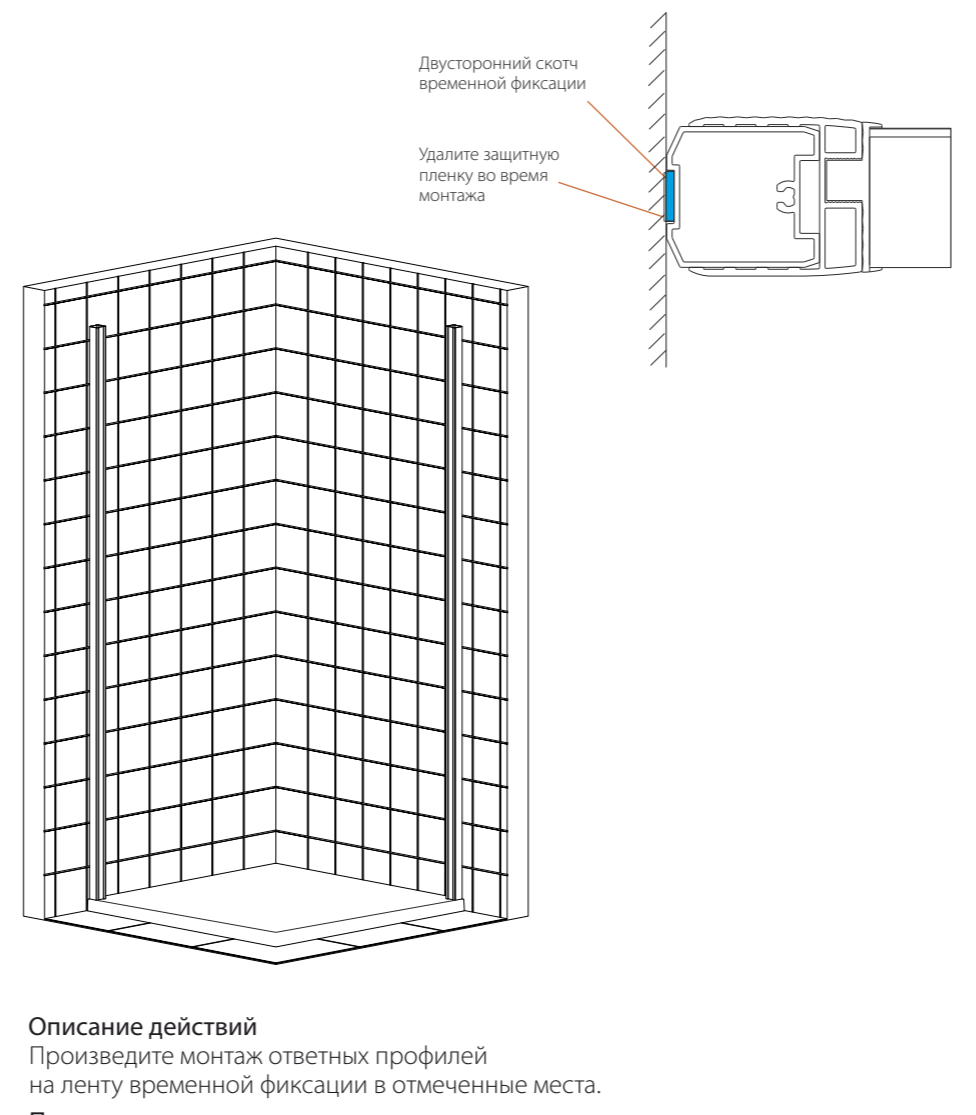 Двусторонний скотч
временной фиксации
Удалите защитную
пленку во время
монтажа
Описание действий
Произведите монтаж ответных профилей
на ленту временной фиксации в отмеченные места.